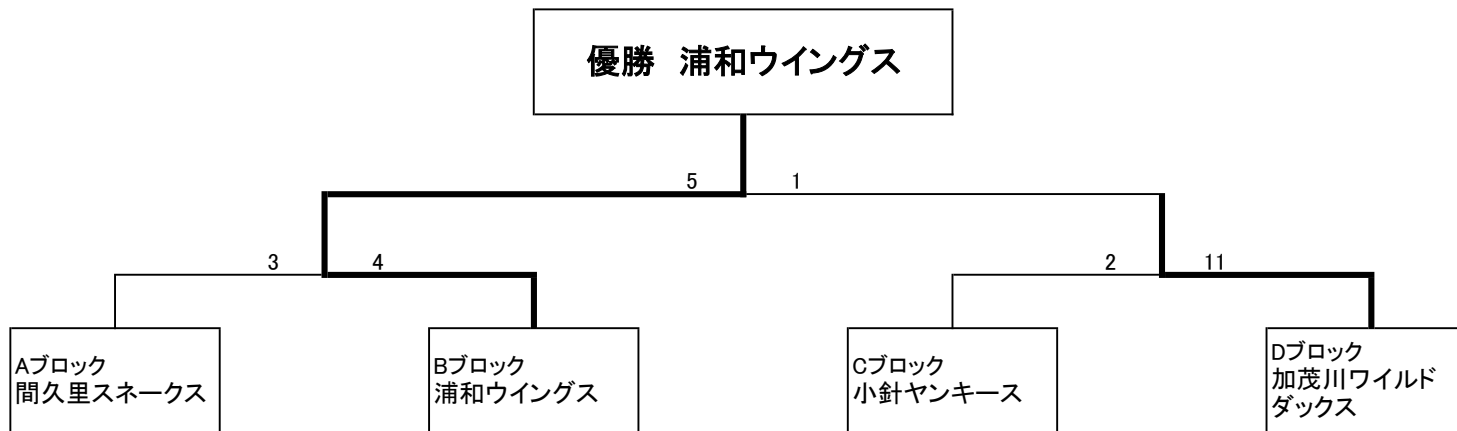 優勝　浦和ウイングス
5 1
3 4 2 11
Aブロック
間久里スネークス
Bブロック
浦和ウイングス
Cブロック
小針ヤンキース
Dブロック
加茂川ワイルド
ダックス